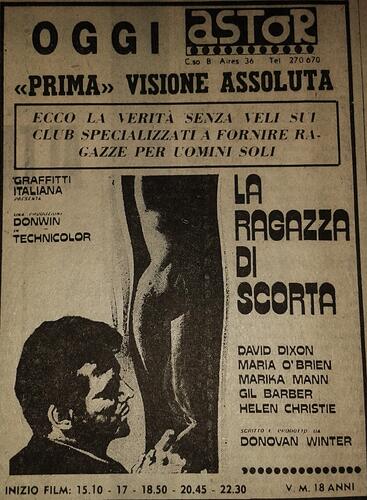 OGGI
ASTOR
C.so B. Aires 36 Tel 270 670
«PRIMA» VISIONE ASSOLUTA
ECCO LA VERITÀ SENZA VELI SUI
CLUB SPECIALIZZATI A FORNIRE RA-
GAZZE PER UOMINI SOLI
GRAFFITTI
ITALIANA
PRESENTA
UNA PRODUZIONE
DONWIN
IN
TECHNICOLOR
LA
RAGAZZA
DI
SCORTA
DAVID DIXON
MARIA O'BRIEN
MARIKA MANN
GIL BARBER
HELEN CHRISTIE
SCRITTO E PRODOTTO DA
DONOVAN WINTER
INIZIO FILM: 15.10 - 17 - 18.50 - 20.45 - 22.30
V. M. 18 ANNI